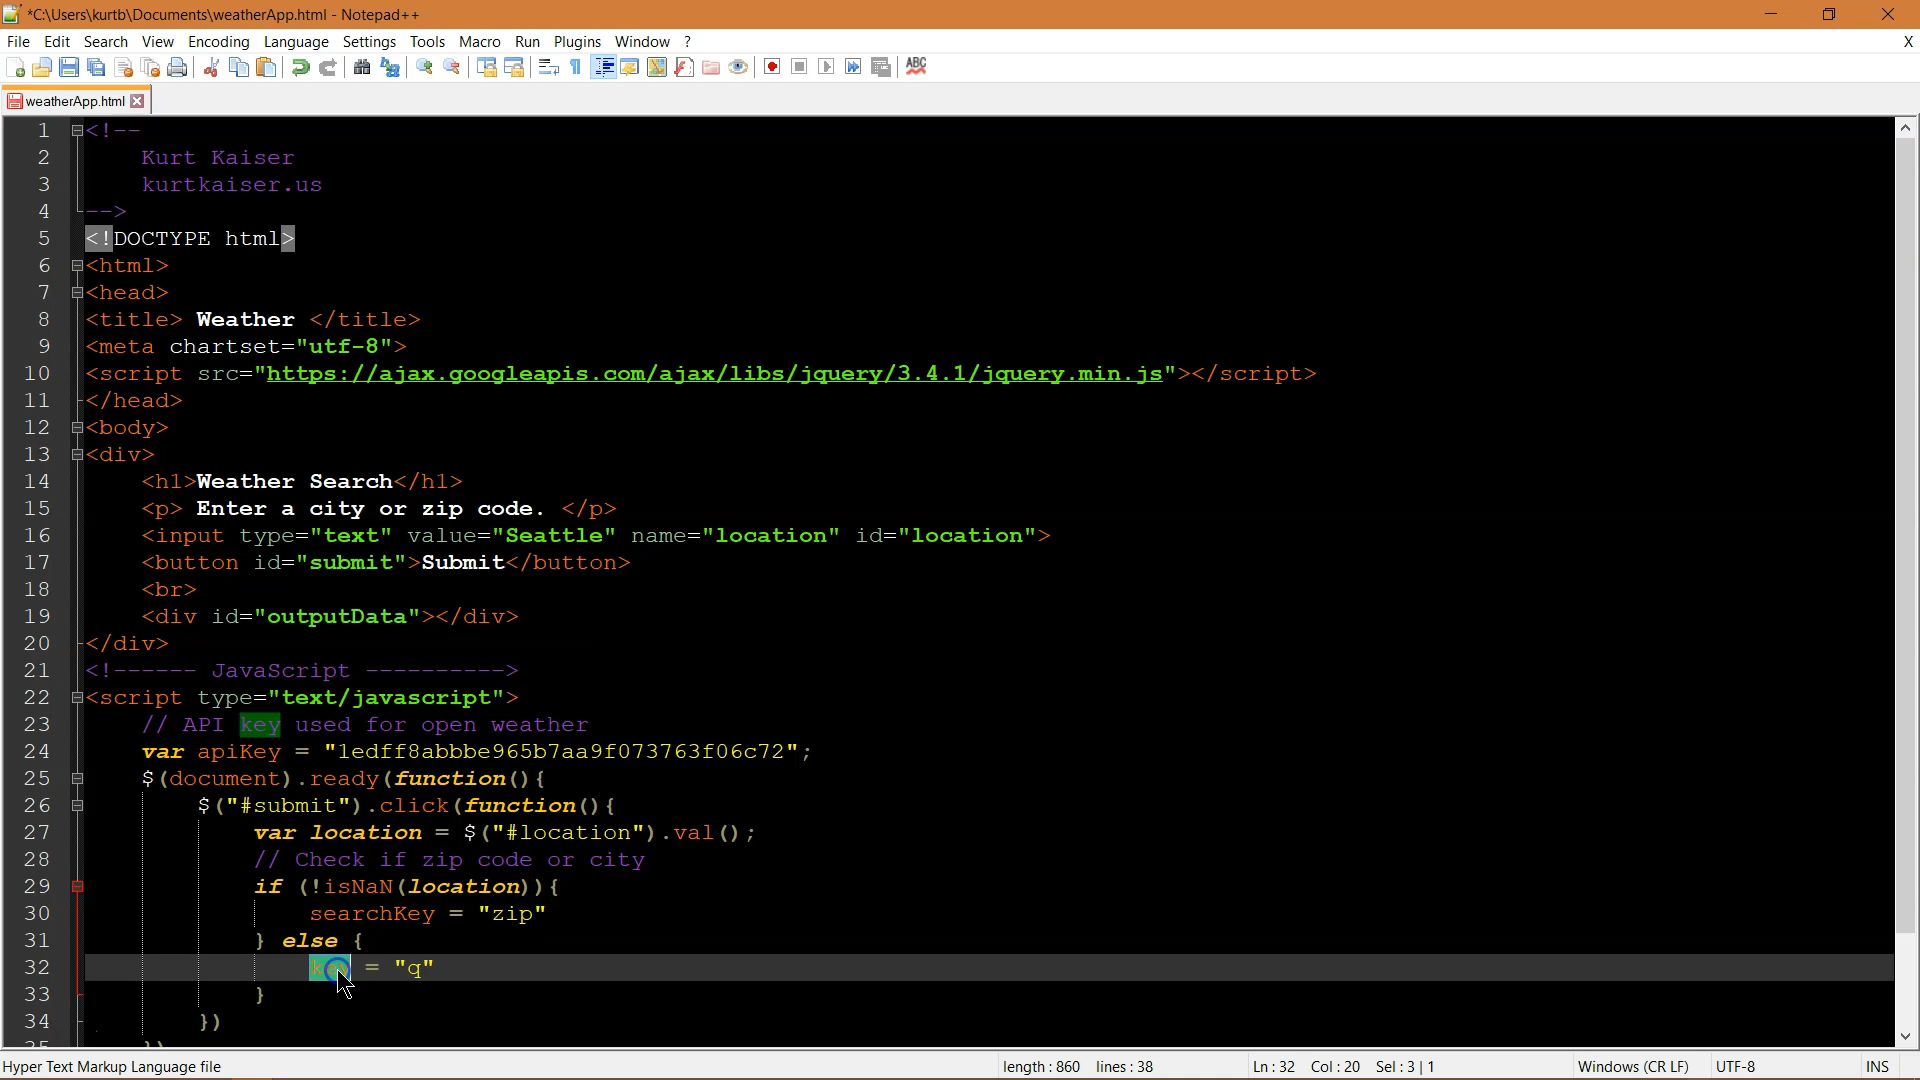 *C:\Users\kurtb\Documents\weatherApp.html - Notepad++
File Edit Search View Encoding Language Settings Tools Macro Run Plugins Window ? X
ABC
weatherApp.html
1 <!--
2 Kurt Kaiser
3 kurtkaiser.us
4 -->
5 <!DOCTYPE html>
6 <html>
7 <head>
8 <title> Weather </title>
9 <meta chartset="utf-8">
10 <script src="https://ajax.googleapis.com/ajax/libs/jquery/3.4.1/jquery.min.js"></script>
11 </head>
12 <body>
13 <div>
14 <h1>Weather Search</h1>
15 <p> Enter a city or zip code. </p>
16 <input type="text" value="Seattle" name="location" id="location">
17 <button id="submit">Submit</button>
18 <br>
19 <div id="outputData"></div>
20 </div>
21 <!------ JavaScript ---------->
22 <script type="text/javascript">
23 // API key used for open weather
24 var apiKey = "1edff8abbbe965b7aa9f073763f06c72";
25 $(document).ready(function(){
26 $("#submit").click(function(){
27 var location = $("#location").val();
28 // Check if zip code or city
29 if (!isNaN(location)){
30 searchKey = "zip"
31 } else {
32 key = "q"
33 }
34 })
35 })
Hyper Text Markup Language file length : 860 lines : 38 Ln : 32 Col : 20 Sel : 3 | 1 Windows (CR LF) UTF-8 INS